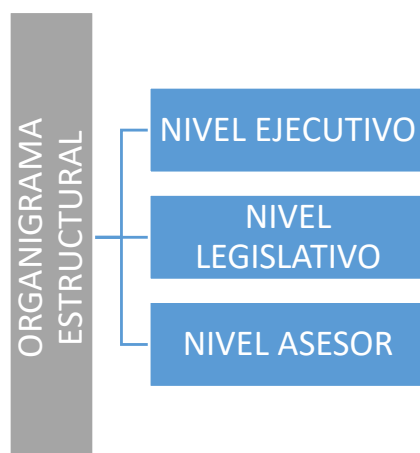 ORGANIGRAMA
ESTRUCTURAL
NIVEL EJECUTIVO
NIVEL
LEGISLATIVO
NIVEL ASESOR